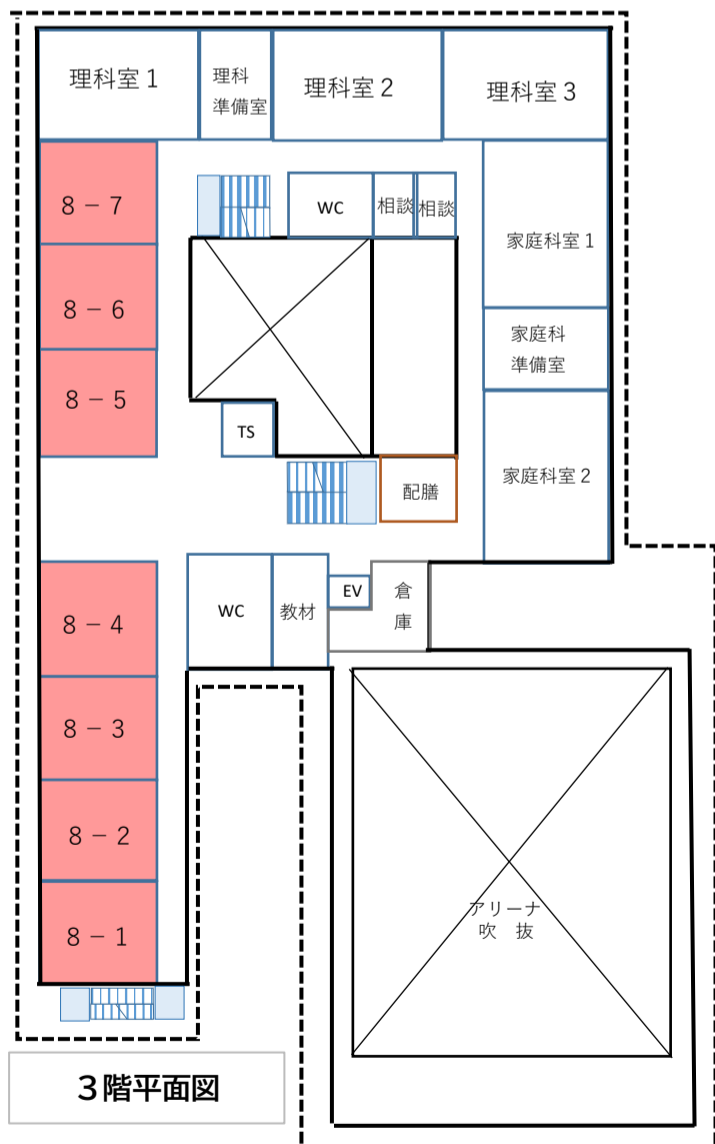 理科室１
理科
準備室
理科室２
理科室３
８－７
WC
相談
相談
家庭科室１
８－６
家庭科
準備室
８－５
TS
配膳
家庭科室２
８－４
WC
教材
EV
倉
庫
８－３
８－２
８－１
アリーナ
吹　抜
３階平面図